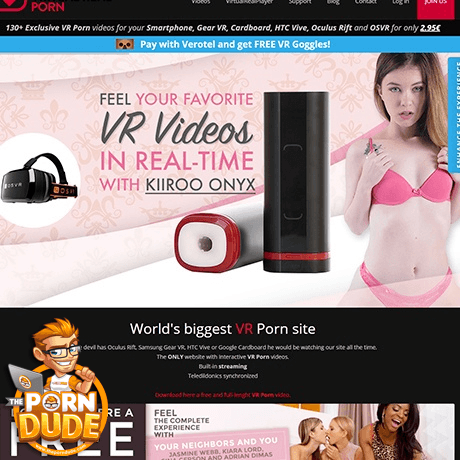 PORN
Videos VirtualRealPlayer Support Blog Contact Log In JOIN US
130+ Exclusive VR Porn videos for your Smartphone, Gear VR, Cardboard, HTC Vive, Oculus Rift and OSVR for only 2,95€
Pay with Verotel and get FREE VR Goggles!
ENHANCE THE EXPERIENCE
FEEL YOUR FAVORITE
VR Videos
IN REAL-TIME
WITH KIIROO ONYX
OSVR
World's biggest VR Porn site
devil has Oculus Rift, Samsung Gear VR, HTC Vive or Google Cardboard he would be watching our site all the time.
The ONLY website with Interactive VR Porn videos.
Built-in streaming
Teledildonics synchronized
Download here a free and full-lenght VR Porn video.
THE
PORN
DUDE
RE A
FREE
FEEL
THE COMPLETE
EXPERIENCE
WITH
YOUR NEIGHBORS AND YOU
JASMINE WEBB, KIARA LORD,
GERSON AND ADRIAN DIMAS